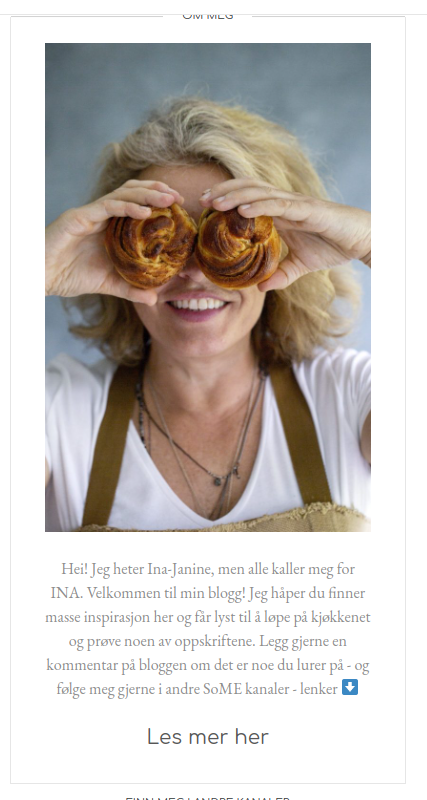 OM MEG
Hei! Jeg heter Ina-Janine, men alle kaller meg for
INA. Velkommen til min blogg! Jeg håper du finner
masse inspirasjon her og får lyst til å løpe på kjøkkenet
og prøve noen av oppskriftene. Legg gjerne en
kommentar på bloggen om det er noe du lurer på - og
følge meg gjerne i andre SoME kanaler - lenker ⬇️
Les mer her
FINN MEG I ANDRE KANALER